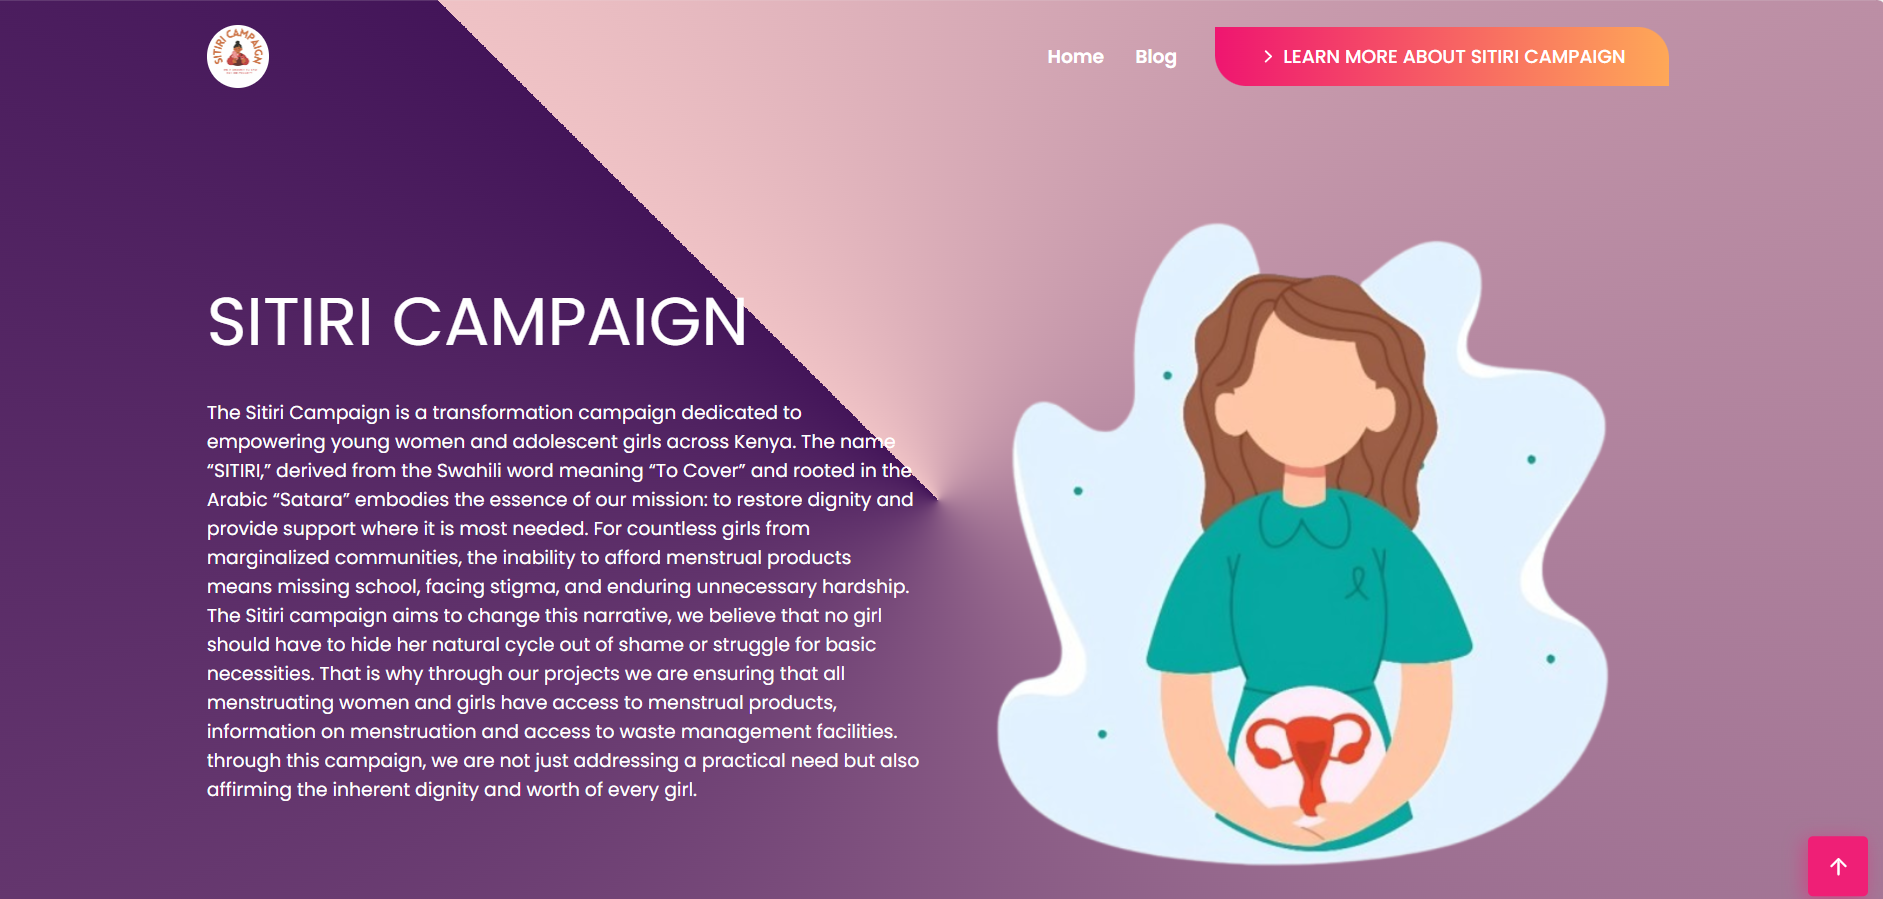 SITIRI CAMPAIGN
Home
Blog
LEARN MORE ABOUT SITIRI CAMPAIGN
SITIRI CAMPAIGN
The Sitiri Campaign is a transformation campaign dedicated to
empowering young women and adolescent girls across Kenya. The name
“SITIRI,” derived from the Swahili word meaning “To Cover” and rooted in the
Arabic “Satara” embodies the essence of our mission: to restore dignity and
provide support where it is most needed. For countless girls from
marginalized communities, the inability to afford menstrual products
means missing school, facing stigma, and enduring unnecessary hardship.
The Sitiri campaign aims to change this narrative, we believe that no girl
should have to hide her natural cycle out of shame or struggle for basic
necessities. That is why through our projects we are ensuring that all
menstruating women and girls have access to menstrual products,
information on menstruation and access to waste management facilities.
through this campaign, we are not just addressing a practical need but also
affirming the inherent dignity and worth of every girl.